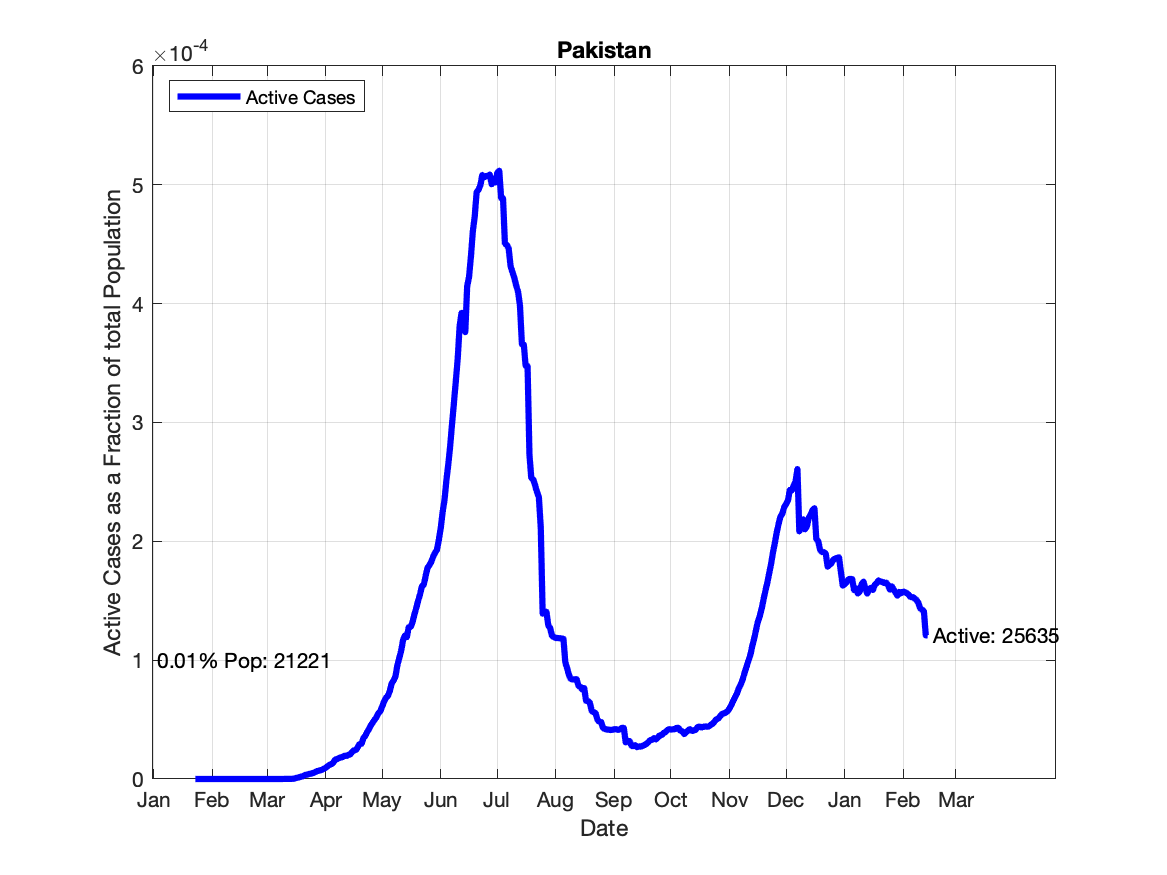 Pakistan
×10-4
6
5
4
3
2
1
0
Active Cases
Active Cases as a Fraction of total Population
0.01% Pop: 21221
Active: 25635
Jan Feb Mar Apr May Jun Jul Aug Sep Oct Nov Dec Jan Feb Mar
Date